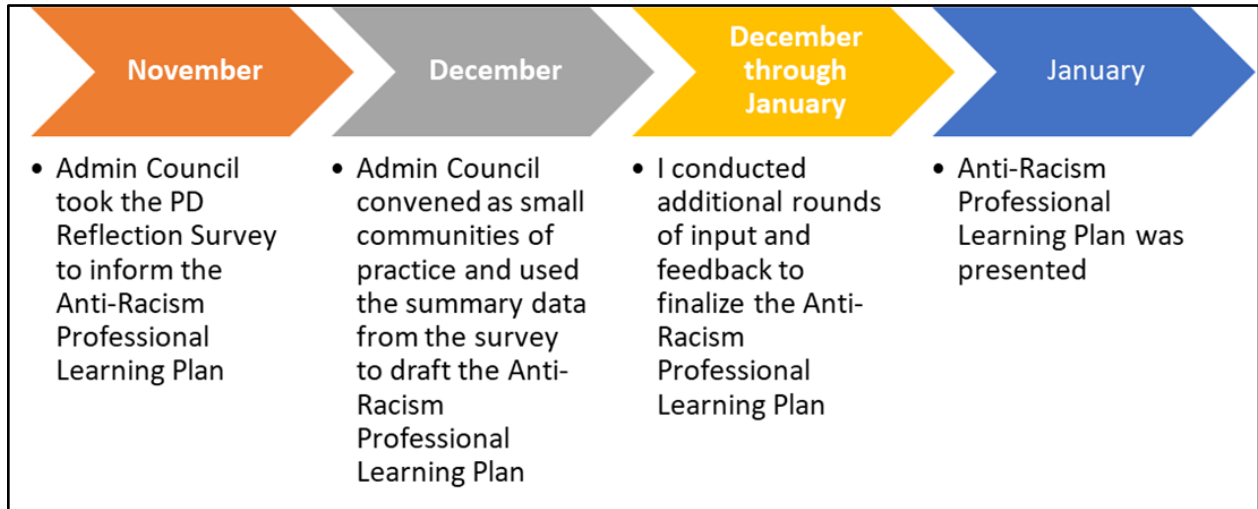 November
December
December
through
January
January
• Admin Council
took the PD
Reflection Survey
to inform the
Anti-Racism
Professional
Learning Plan
• Admin Council
convened as small
communities of
practice and used
the summary data
from the survey
to draft the Anti-
Racism
Professional
Learning Plan
• I conducted
additional rounds
of input and
feedback to
finalize the Anti-
Racism
Professional
Learning Plan
• Anti-Racism
Professional
Learning Plan was
presented